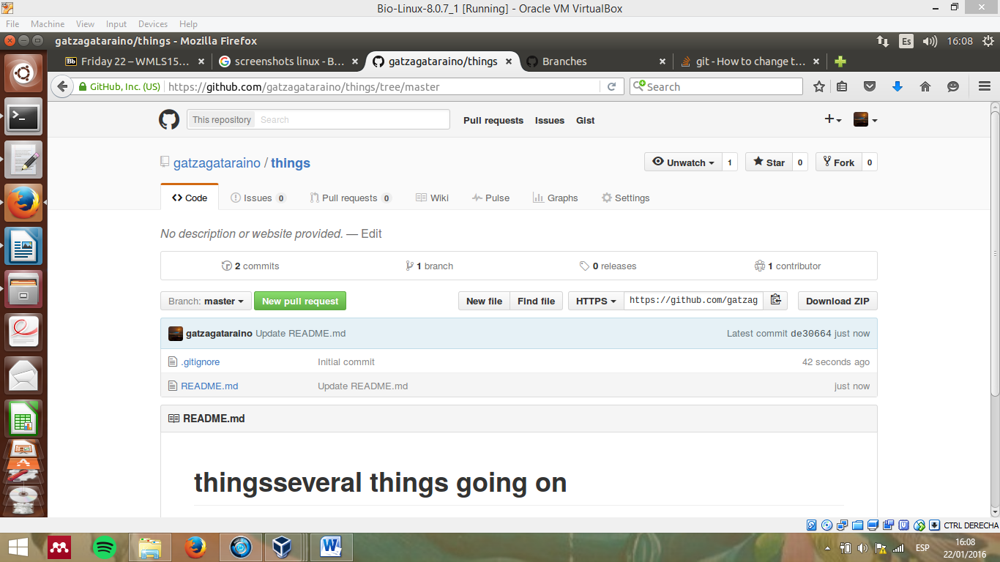 Bio-Linux-8.0.7_1 [Running] - Oracle VM VirtualBox
File Machine View Input Devices Help
gatzagataraino/things - Mozilla Firefox Es 16:08
Bb Friday 22 – WMLS15... screenshots linux - B... gatzagataraino/things Branches git - How to change t...
GitHub, Inc. (US) https://github.com/gatzagataraino/things/tree/master Search
This repository Search Pull requests Issues Gist
gatzagataraino / things Unwatch 1 Star 0 Fork 0
Code Issues 0 Pull requests 0 Wiki Pulse Graphs Settings
No description or website provided. — Edit
2 commits 1 branch 0 releases 1 contributor
Branch: master New pull request New file Find file HTTPS https://github.com/gatzag Download ZIP
gatzagataraino Update README.md Latest commit de30664 just now
.gitignore Initial commit 42 seconds ago
README.md Update README.md just now
README.md
thingsseveral things going on
CTRL DERECHA
ESP 16:08
22/01/2016